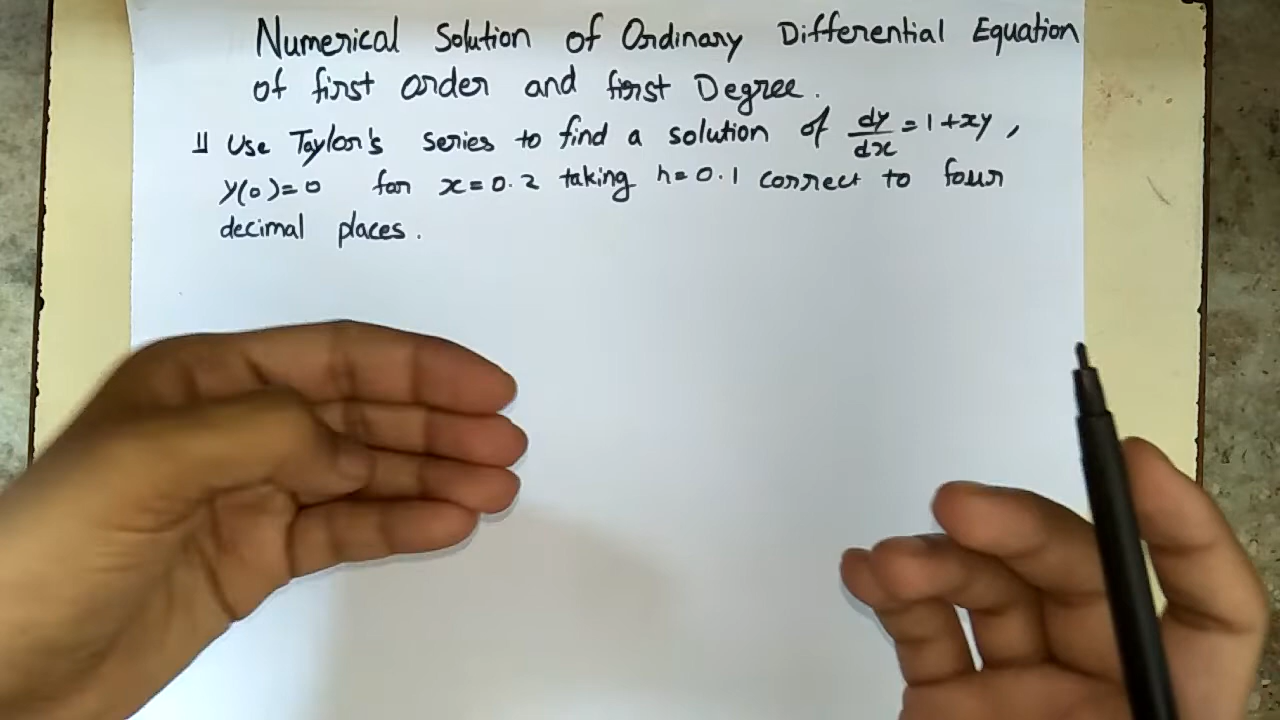 Numerical Solution of Ordinary Differential Equation
of first order and first Degree.
1] Use Taylor's series to find a solution of dy/dx = 1+xy,
y(0)=0 for x=0.2 taking h=0.1 correct to four
decimal places.